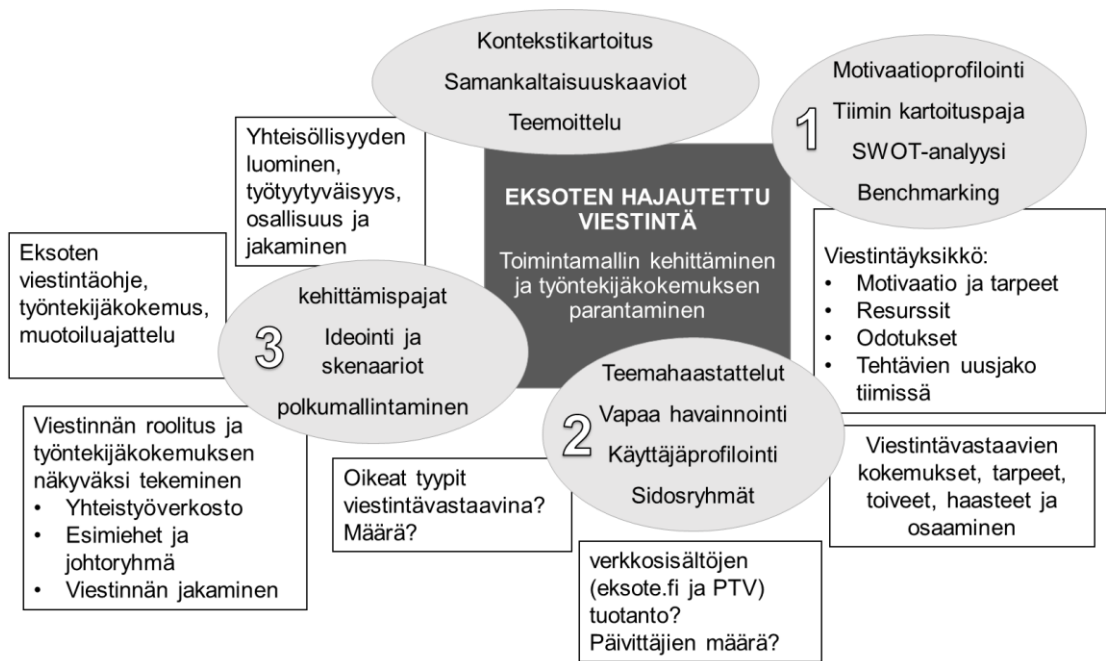 Kontekstikartoitus
Samankaltaisuuskaaviot
Teemoittelu
1
Motivaatioprofilointi
Tiimin kartoituspaja
SWOT-analyysi
Benchmarking
Yhteisöllisyyden
luominen,
työtyytyväisyys,
osallisuus ja
jakaminen
EKSOTEN HAJAUTETTU
VIESTINTÄ
Toimintamallin kehittäminen
ja työntekijäkokemuksen
parantaminen
Eksoten
viestintäohje,
työntekijäkokemus,
muotoiluajattelu
Viestintäyksikkö:
• Motivaatio ja tarpeet
• Resurssit
• Odotukset
• Tehtävien uusjako
tiimissä
3
kehittämispajat
Ideointi ja
skenaariot
polkumallintaminen
2
Teemahaastattelut
Vapaa havainnointi
Käyttäjäprofilointi
Sidosryhmät
Viestinnän roolitus ja
työntekijäkokemuksen
näkyväksi tekeminen
• Yhteistyöverkosto
• Esimiehet ja
johtoryhmä
• Viestinnän jakaminen
Oikeat tyypit
viestintävastaavina?
Määrä?
Viestintävastaavien
kokemukset, tarpeet,
toiveet, haasteet ja
osaaminen
verkkosisältöjen
(eksote.fi ja PTV)
tuotanto?
Päivittäjien määrä?